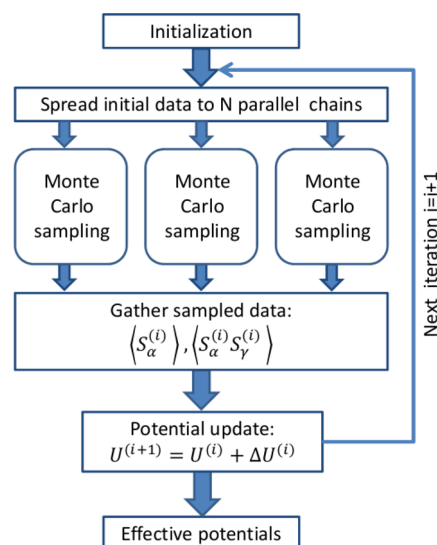 Initialization
Spread initial data to N parallel chains
Monte
Carlo
sampling
Monte
Carlo
sampling
Monte
Carlo
sampling
Gather sampled data:
⟨S_α^(i)⟩, ⟨S_α^(i) S_γ^(i)⟩
Potential update:
U^(i+1) = U^(i) + ΔU^(i)
Effective potentials
Next iteration i=i+1